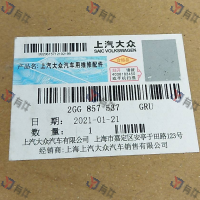 上汽大众
SAIC VOLKSWAGEN
产品名: 上汽大众汽车用维修配件
2GG 857 537 GRU
日期: 2021-01-21
数量: 1
上汽大众汽车有限公司 上海市嘉定区安亭于田路123号
经销商: 上海上汽大众汽车销售有限公司